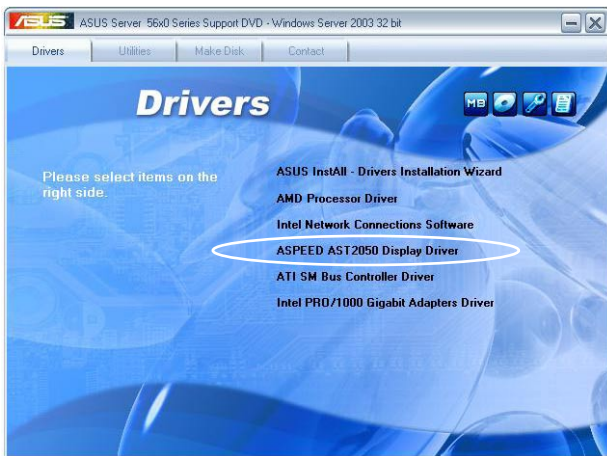 ASUS ASUS Server 56x0 Series Support DVD - Windows Server 2003 32 bit
Drivers Utilities Make Disk Contact
Drivers
MB
Please select items on the
right side.
ASUS InstAll - Drivers Installation Wizard
AMD Processor Driver
Intel Network Connections Software
ASPEED AST2050 Display Driver
ATI SM Bus Controller Driver
Intel PRO/1000 Gigabit Adapters Driver